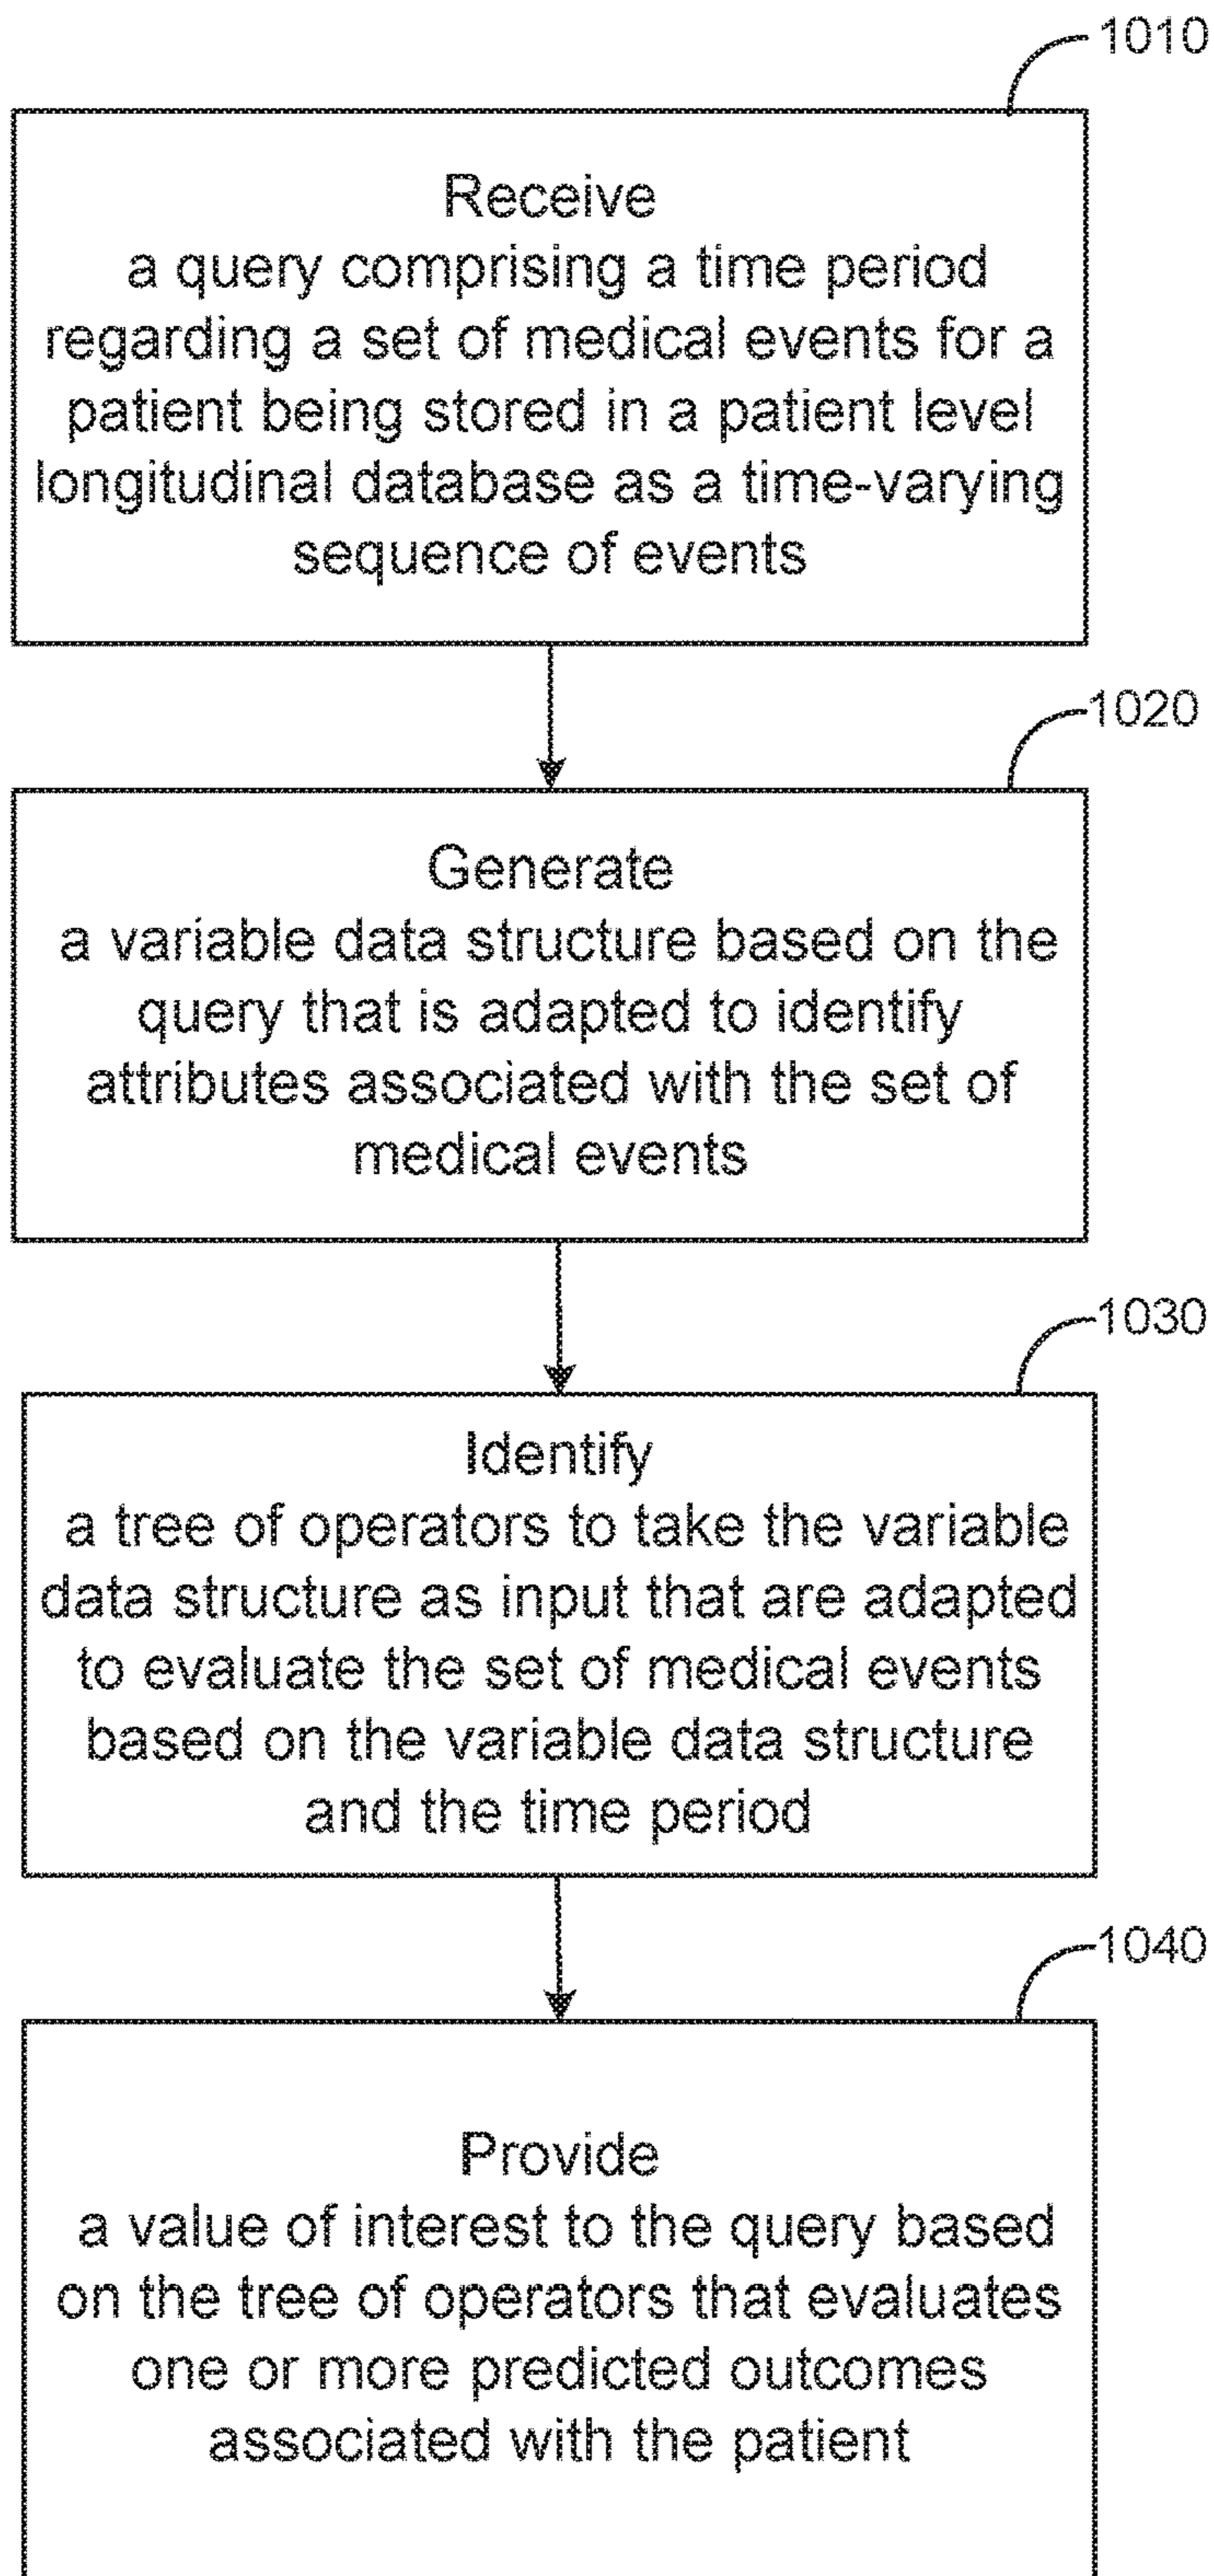 1010
Receive
a query comprising a time period
regarding a set of medical events for a
patient being stored in a patient level
longitudinal database as a time-varying
sequence of events
1020
Generate
a variable data structure based on the
query that is adapted to identify
attributes associated with the set of
medical events
1030
Identify
a tree of operators to take the variable
data structure as input that are adapted
to evaluate the set of medical events
based on the variable data structure
and the time period
1040
Provide
a value of interest to the query based
on the tree of operators that evaluates
one or more predicted outcomes
associated with the patient